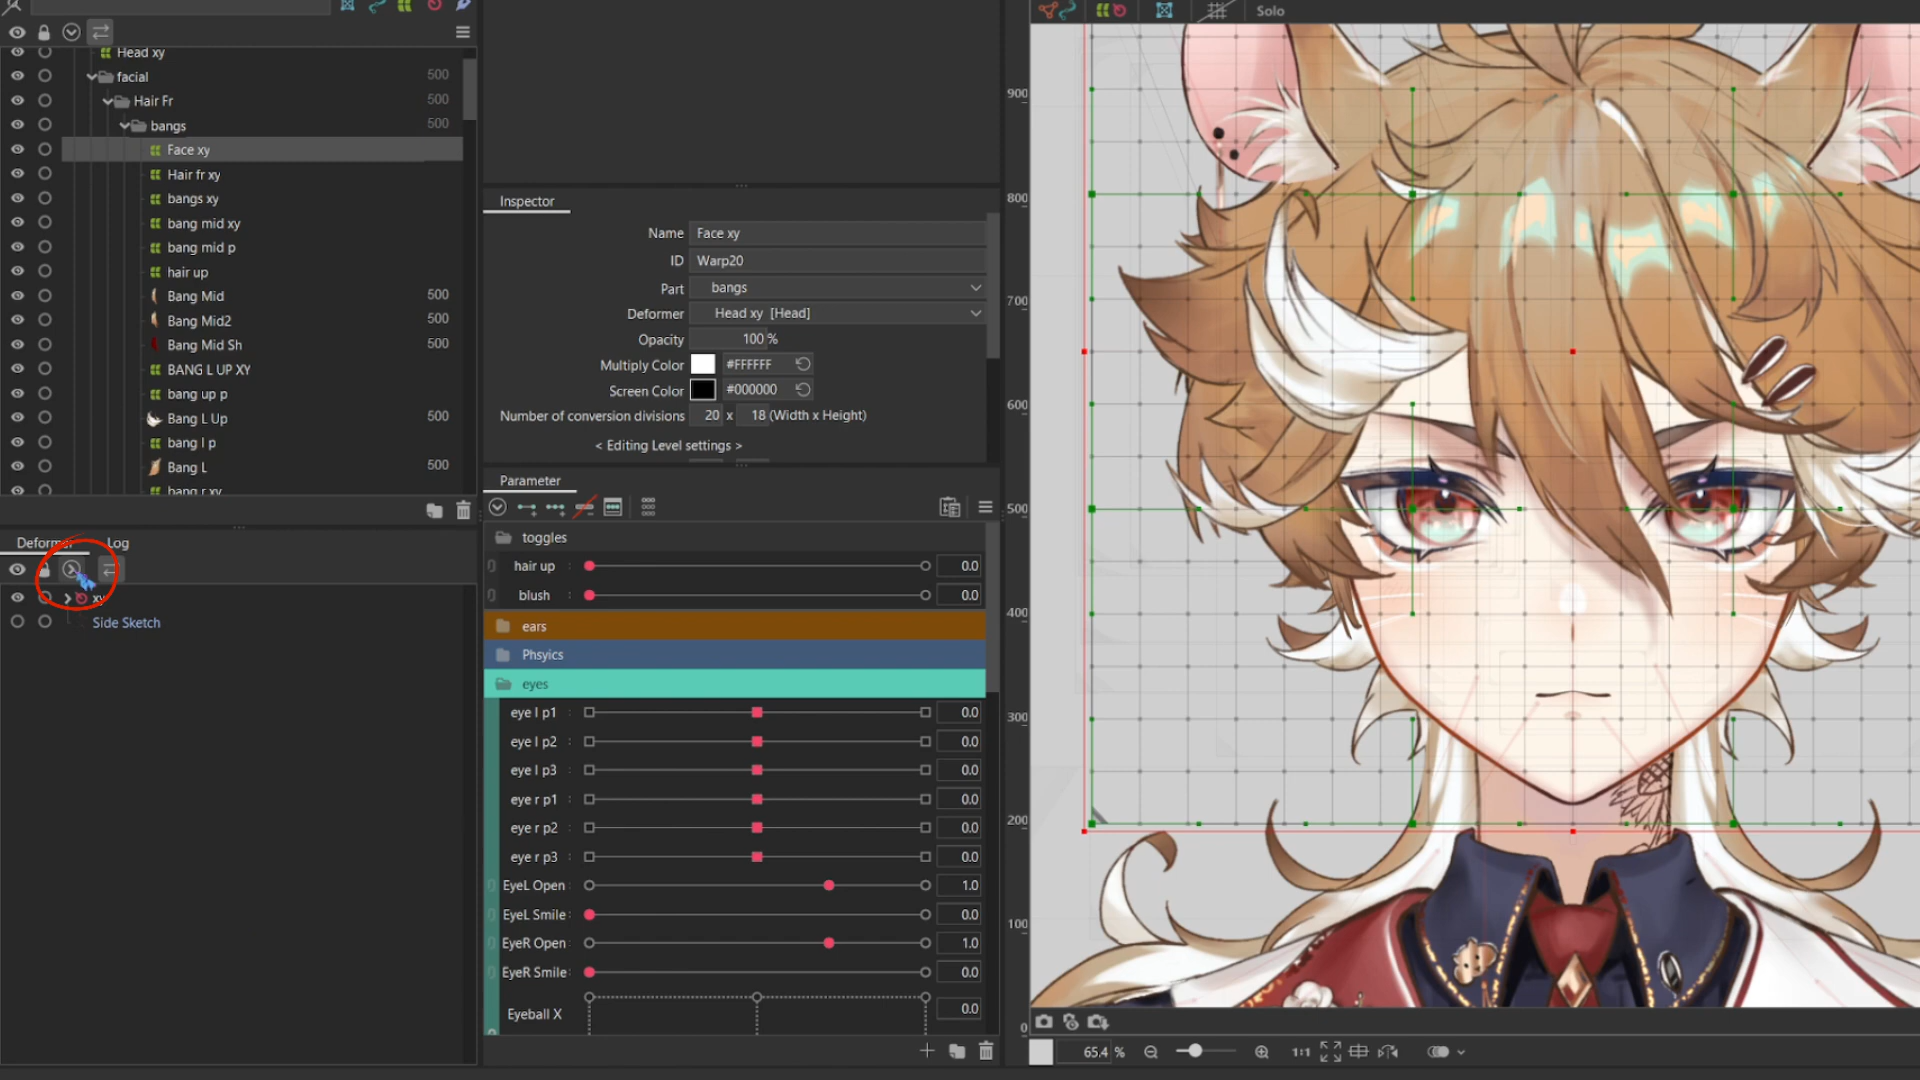 Solo
Head xy
facial 500
Hair Fr 500
bangs 500
Face xy
Hair fr xy
bangs xy
bang mid xy
bang mid p
hair up
Bang Mid 500
Bang Mid2 500
Bang Mid Sh 500
BANG L UP XY
bang up p
Bang L Up 500
bang l p
Bang L 500
bang r xy
Deformer Log
xy
Side Sketch
Inspector
Name Face xy
ID Warp20
Part bangs
Deformer Head xy [Head]
Opacity 100 %
Multiply Color #FFFFFF
Screen Color #000000
Number of conversion divisions 20 x 18 (Width x Height)
< Editing Level settings >
Parameter
toggles
hair up 0.0
blush 0.0
ears
Phsyics
eyes
eye l p1 0.0
eye l p2 0.0
eye l p3 0.0
eye r p1 0.0
eye r p2 0.0
eye r p3 0.0
EyeL Open 1.0
EyeL Smile 0.0
EyeR Open 1.0
EyeR Smile 0.0
Eyeball X 0.0
900
800
700
600
500
400
300
200
100
0
65.4 %
1:1